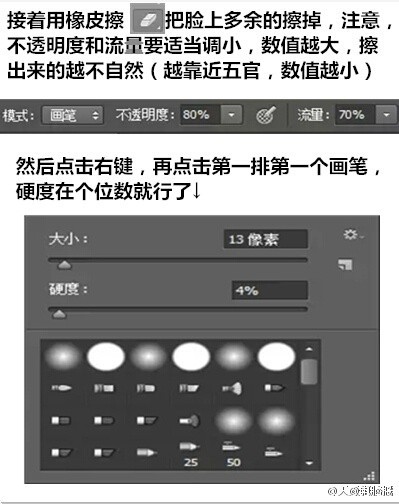 接着用橡皮擦 把脸上多余的擦掉，注意，
不透明度和流量要适当调小，数值越大，擦
出来的越不自然（越靠近五官，数值越小）
模式： 画笔 不透明度： 80% 流量： 70%
然后点击右键，再点击第一排第一个画笔，
硬度在个位数就行了↓
大小： 13 像素
硬度： 4%
25 50